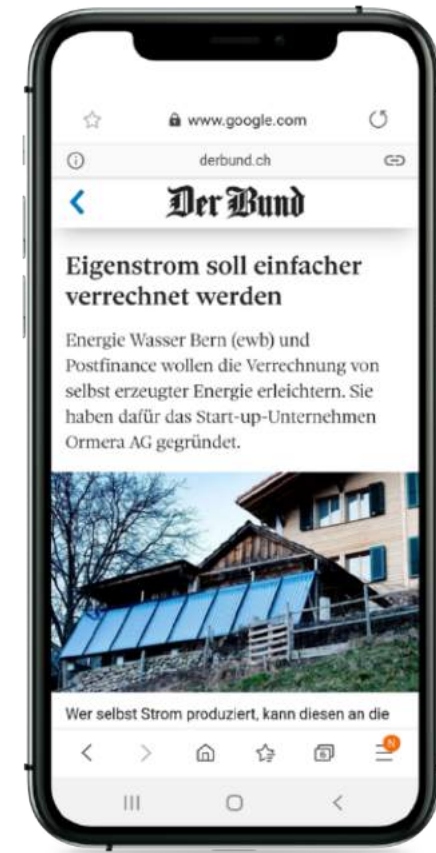 www.google.com
derbund.ch
Der Bund
Eigenstrom soll einfacher
verrechnet werden
Energie Wasser Bern (ewb) und
Postfinance wollen die Verrechnung von
selbst erzeugter Energie erleichtern. Sie
haben dafür das Start-up-Unternehmen
Ormera AG gegründet.
Wer selbst Strom produziert, kann diesen an die
6
N